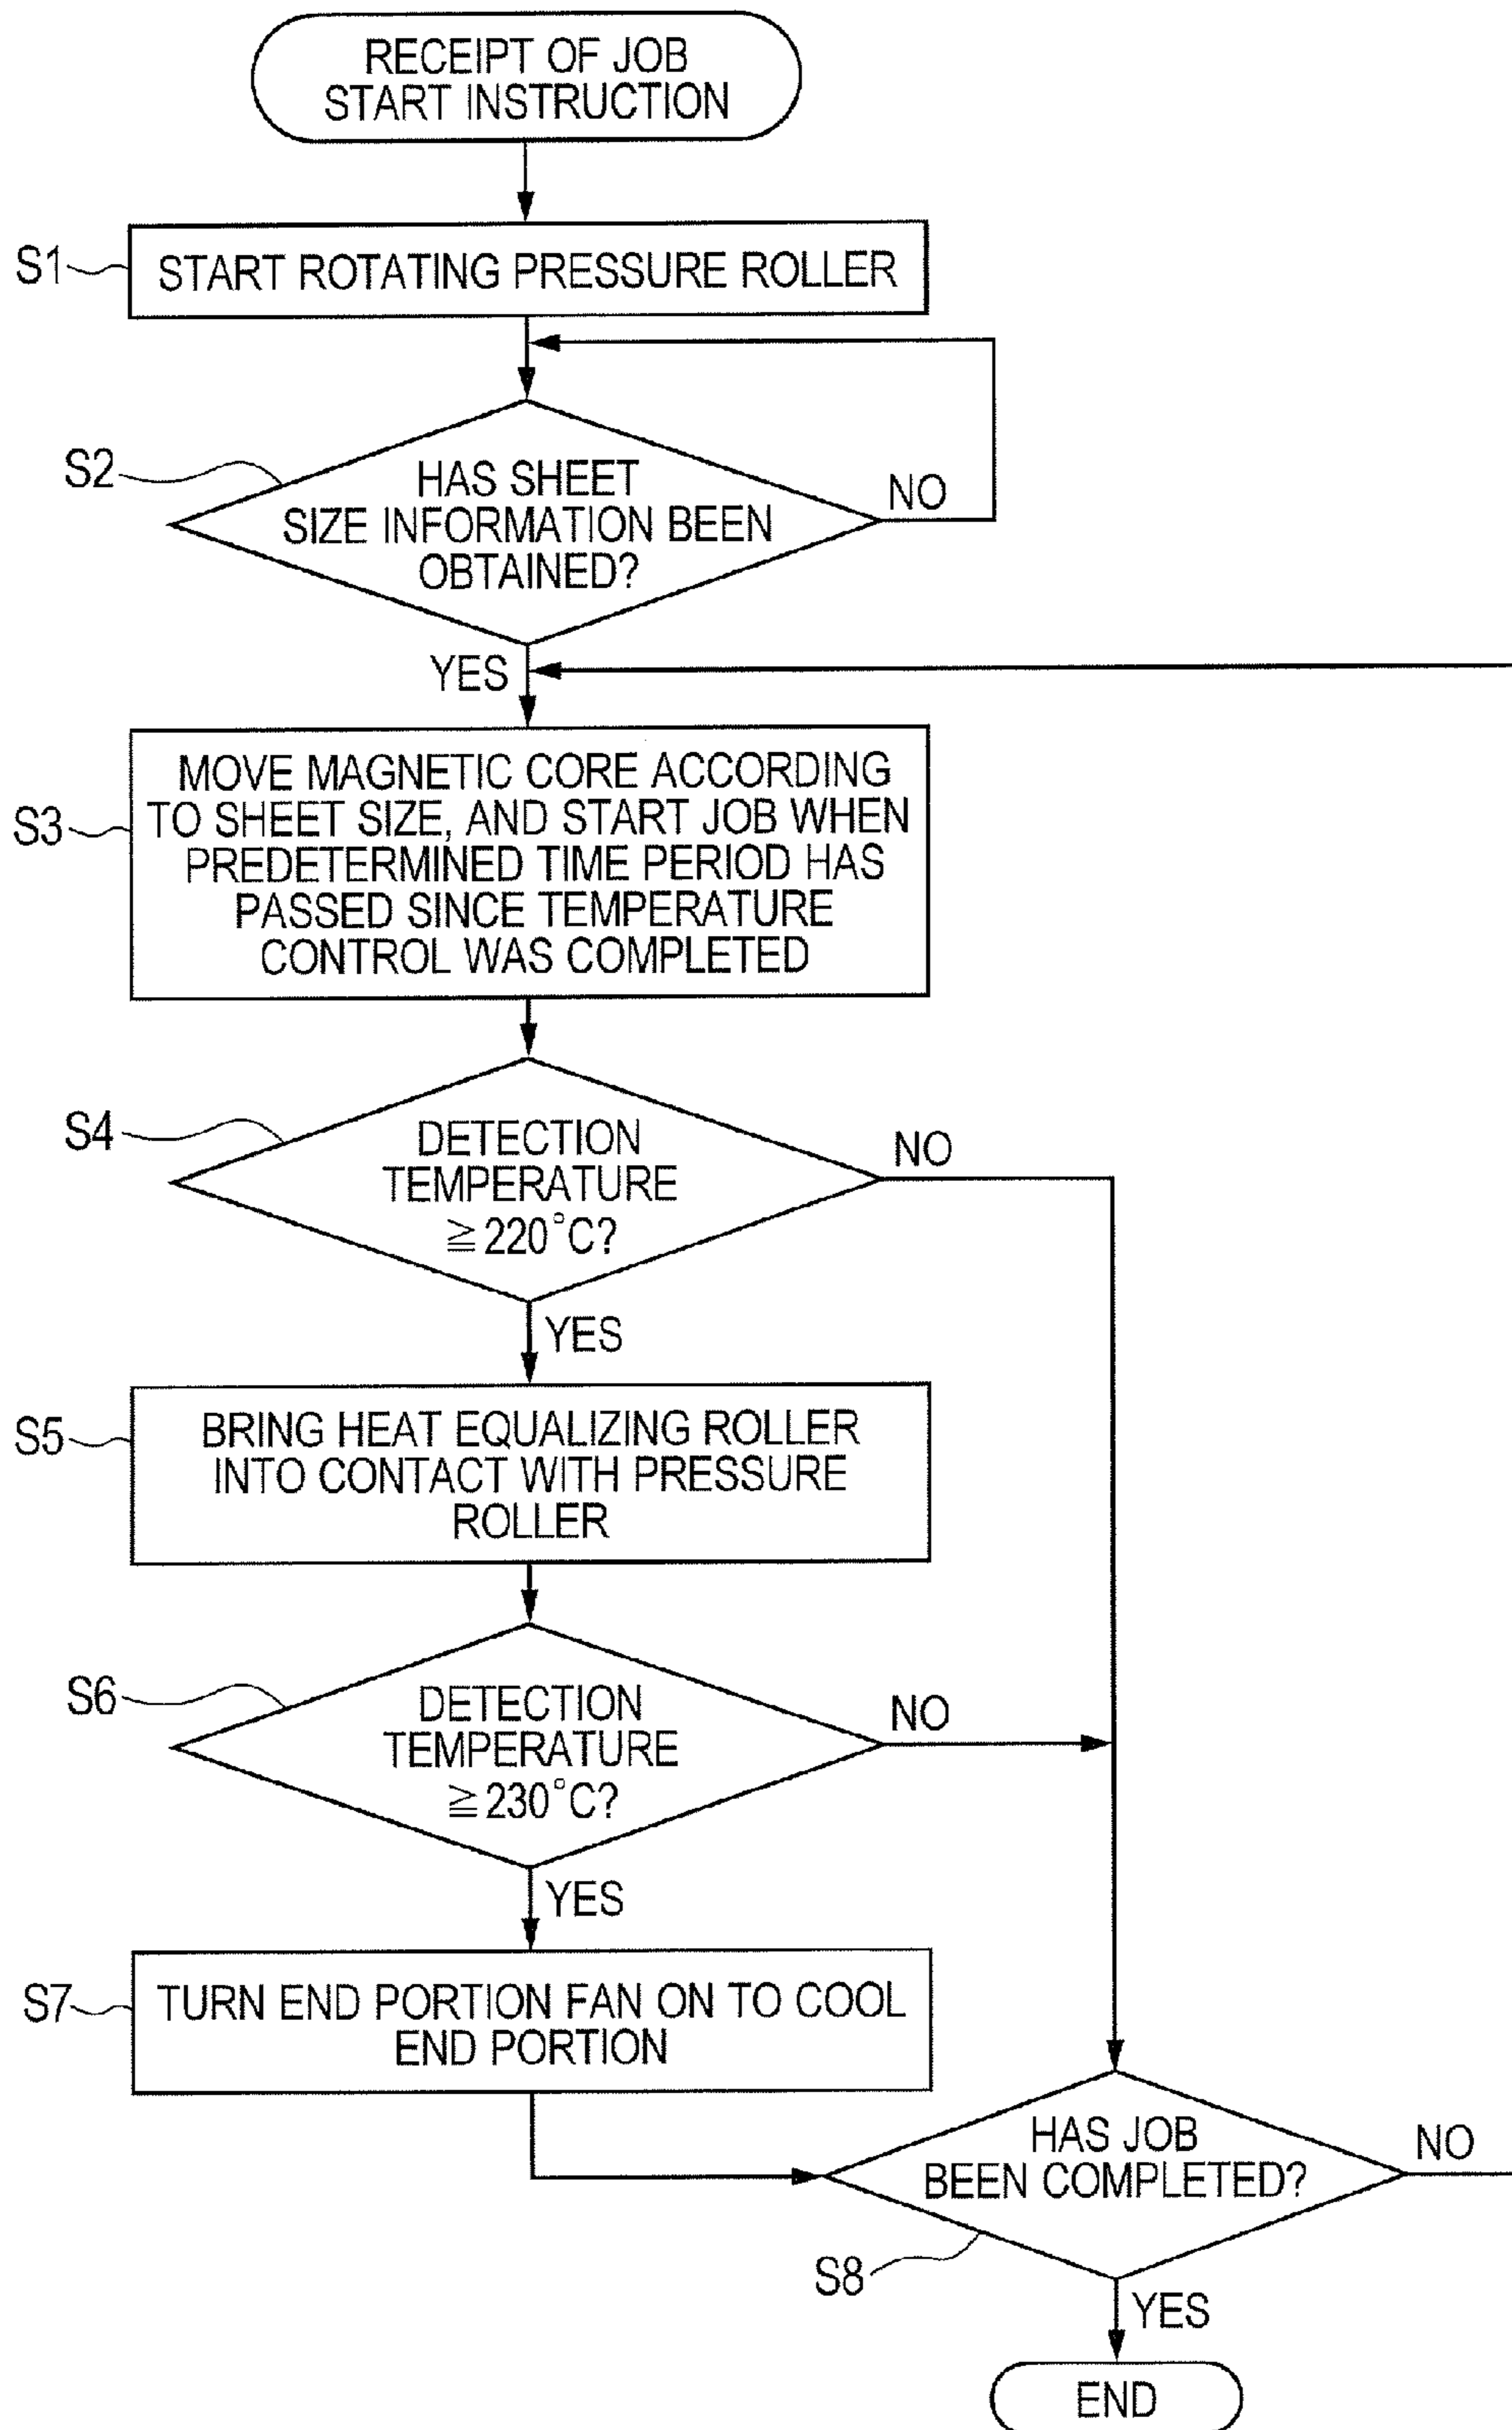 RECEIPT OF JOB
START INSTRUCTION
S1
START ROTATING PRESSURE ROLLER
S2
HAS SHEET
SIZE INFORMATION BEEN
OBTAINED?
NO
YES
S3
MOVE MAGNETIC CORE ACCORDING
TO SHEET SIZE, AND START JOB WHEN
PREDETERMINED TIME PERIOD HAS
PASSED SINCE TEMPERATURE
CONTROL WAS COMPLETED
S4
DETECTION
TEMPERATURE
≧220°C?
NO
YES
S5
BRING HEAT EQUALIZING ROLLER
INTO CONTACT WITH PRESSURE
ROLLER
S6
DETECTION
TEMPERATURE
≧230°C?
NO
YES
S7
TURN END PORTION FAN ON TO COOL
END PORTION
HAS JOB
BEEN COMPLETED?
NO
S8
YES
END